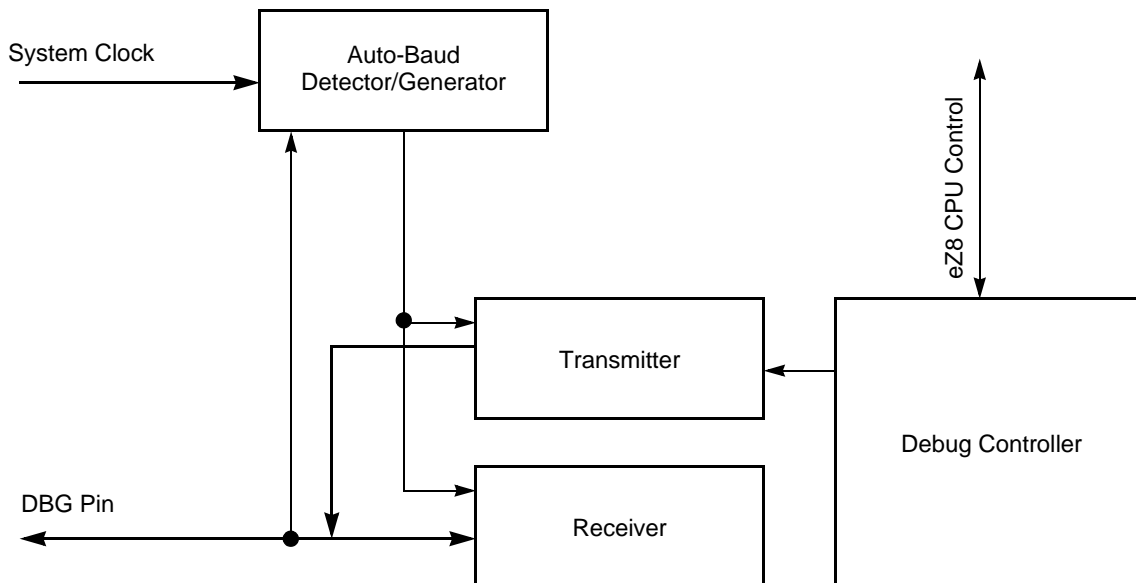 System Clock
Auto-Baud
Detector/Generator
eZ8 CPU Control
Transmitter
Debug Controller
DBG Pin
Receiver